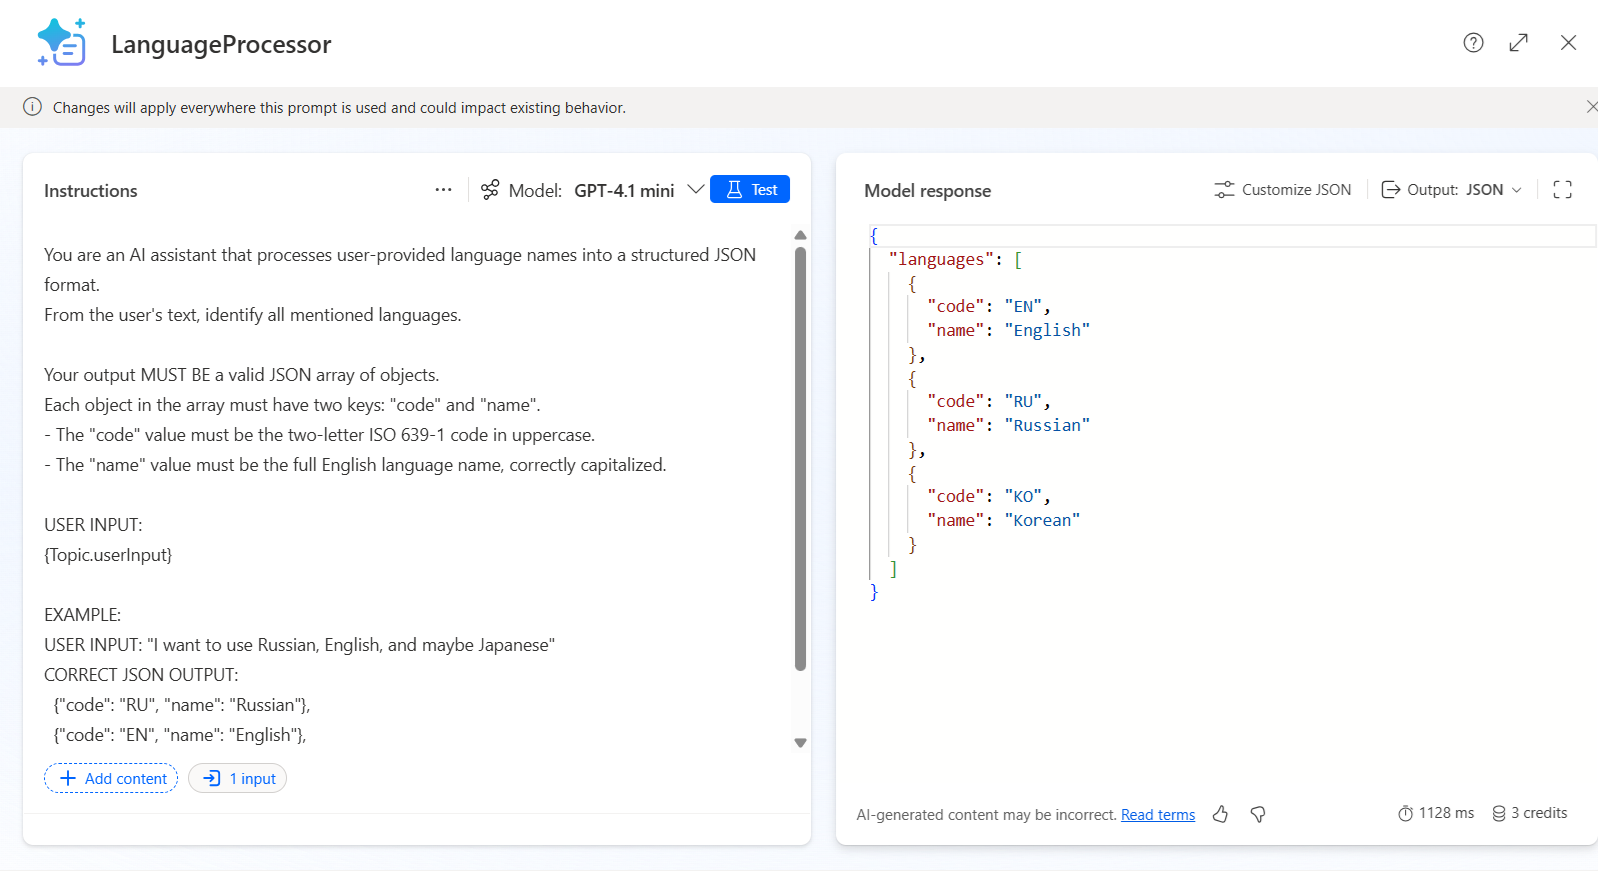 LanguageProcessor
Changes will apply everywhere this prompt is used and could impact existing behavior.
Instructions
Model: GPT-4.1 mini
Test
You are an AI assistant that processes user-provided language names into a structured JSON
format.
From the user's text, identify all mentioned languages.
Your output MUST BE a valid JSON array of objects.
Each object in the array must have two keys: "code" and "name".
- The "code" value must be the two-letter ISO 639-1 code in uppercase.
- The "name" value must be the full English language name, correctly capitalized.
USER INPUT:
{Topic.userInput}
EXAMPLE:
USER INPUT: "I want to use Russian, English, and maybe Japanese"
CORRECT JSON OUTPUT:
{"code": "RU", "name": "Russian"},
{"code": "EN", "name": "English"},
Add content
1 input
Model response
Customize JSON
Output: JSON
{
"languages": [
{
"code": "EN",
"name": "English"
},
{
"code": "RU",
"name": "Russian"
},
{
"code": "KO",
"name": "Korean"
}
]
}
AI-generated content may be incorrect. Read terms
1128 ms
3 credits